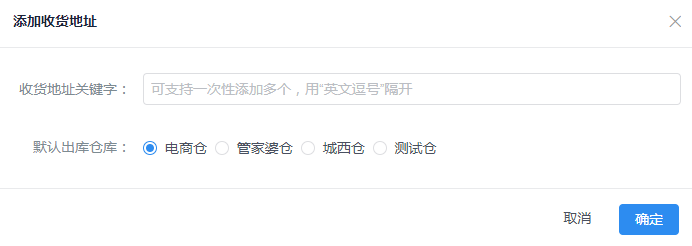 添加收货地址
收货地址关键字： 可支持一次性添加多个，用"英文逗号"隔开
默认出库仓库： 电商仓 管家婆仓 城西仓 测试仓
取消 确定